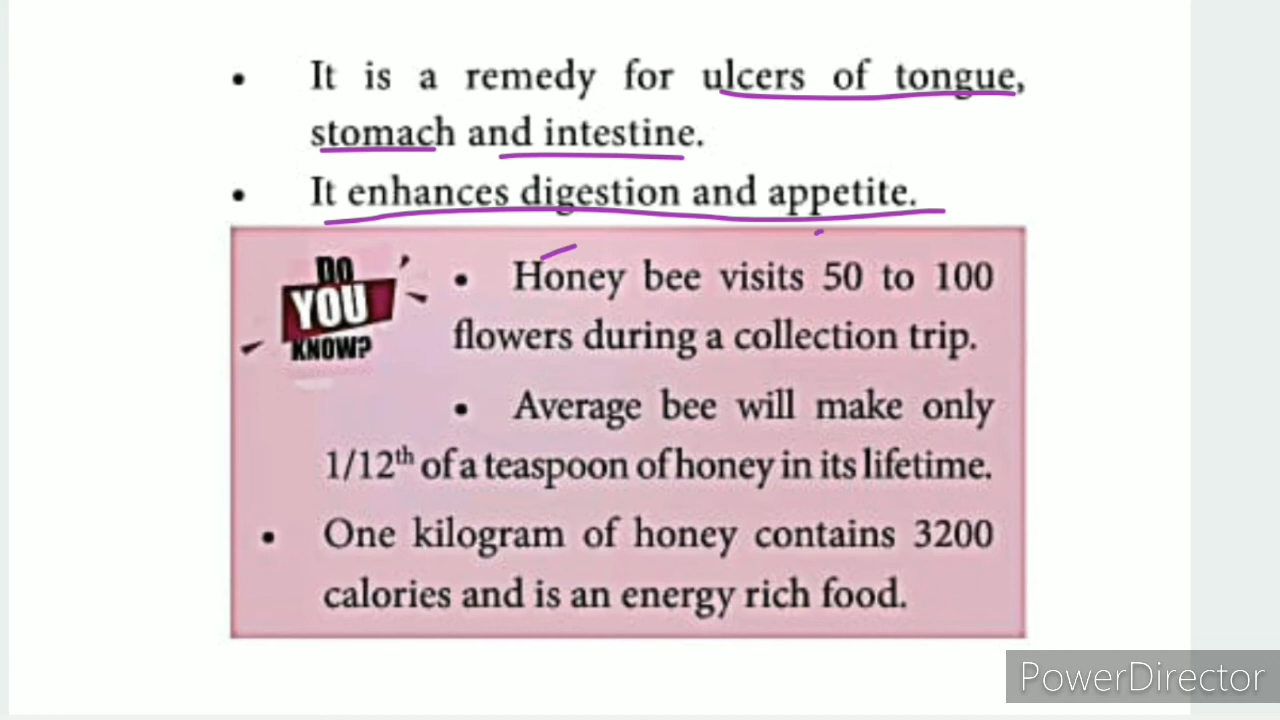 • It is a remedy for ulcers of tongue,
stomach and intestine.
• It enhances digestion and appetite.
DO
YOU
KNOW?
• Honey bee visits 50 to 100
flowers during a collection trip.
• Average bee will make only
1/12th of a teaspoon of honey in its lifetime.
• One kilogram of honey contains 3200
calories and is an energy rich food.
PowerDirector